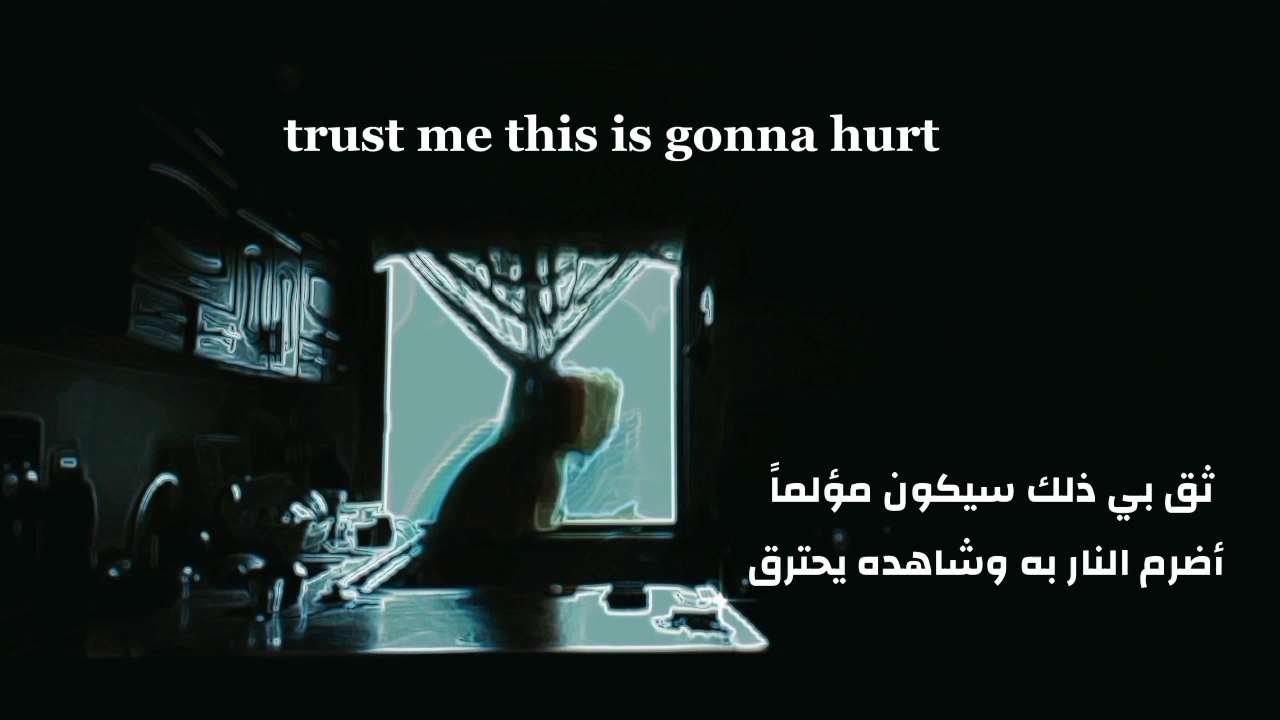 trust me this is gonna hurt
ثق بي ذلك سيكون مؤلماً
أضرم النار به وشاهده يحترق